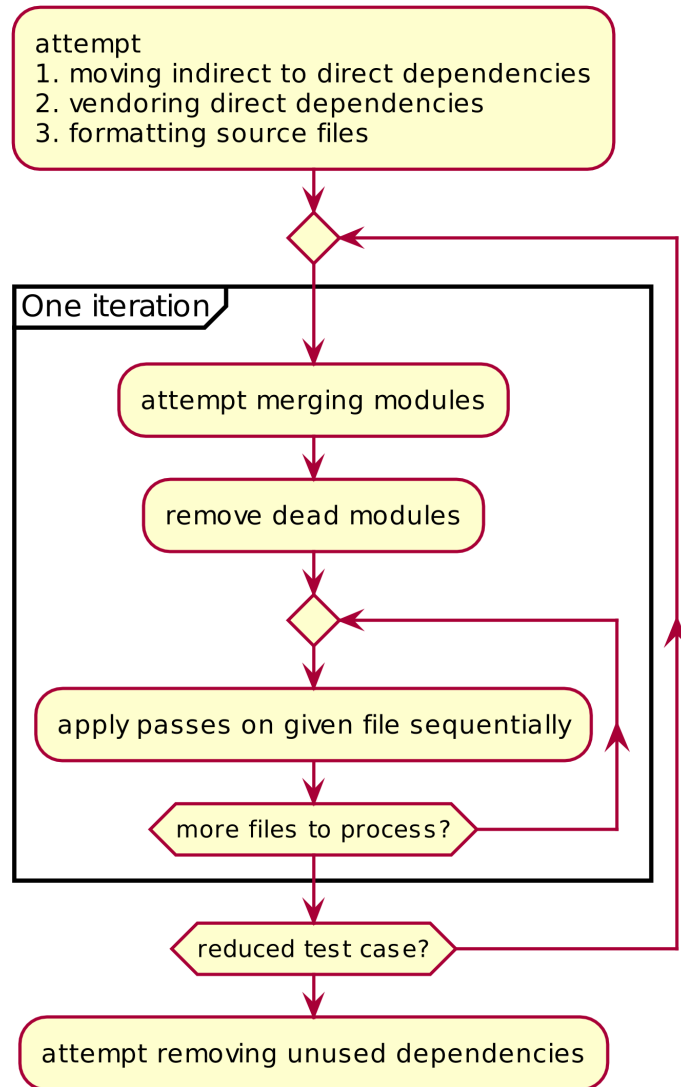 attempt
1. moving indirect to direct dependencies
2. vendoring direct dependencies
3. formatting source files
One iteration
attempt merging modules
remove dead modules
apply passes on given file sequentially
more files to process?
reduced test case?
attempt removing unused dependencies